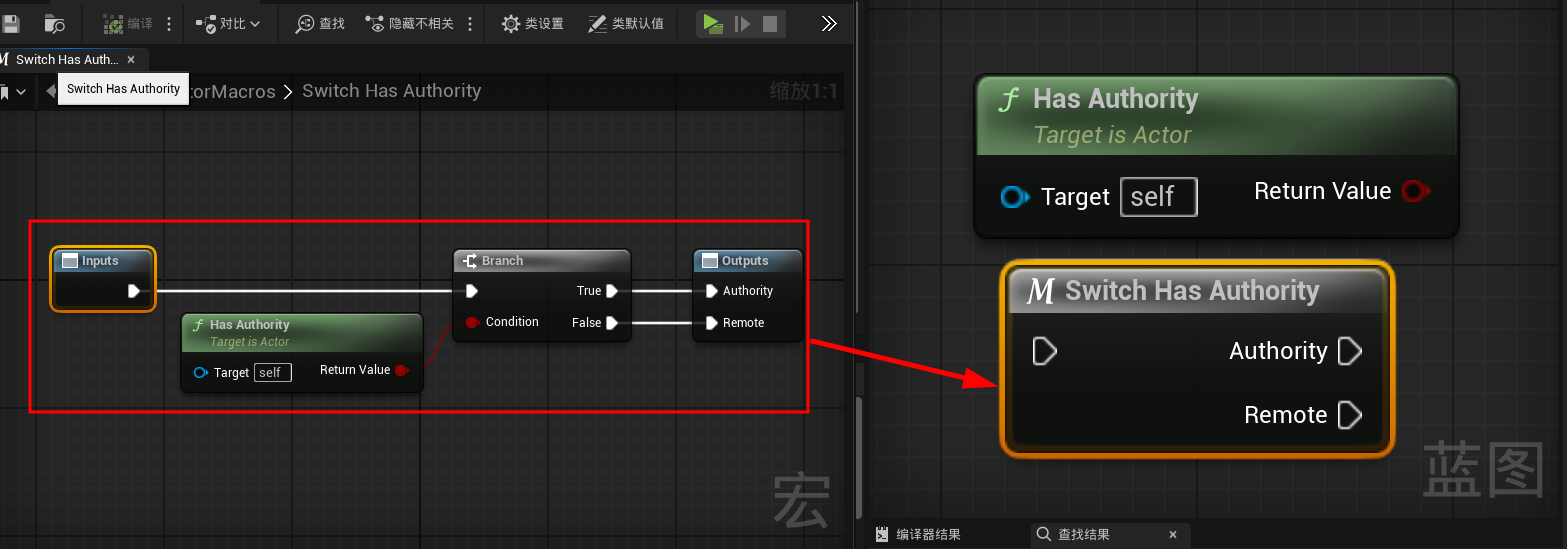 编译
对比
查找
隐藏不相关
类设置
类默认值
Switch Has Auth...
Switch Has Authority
orMacros
Switch Has Authority
缩放1:1
Inputs
Has Authority
Target is Actor
Target
self
Return Value
Branch
True
Condition
False
Outputs
Authority
Remote
宏
Has Authority
Target is Actor
Target
self
Return Value
Switch Has Authority
Authority
Remote
蓝图
编译器结果
查找结果